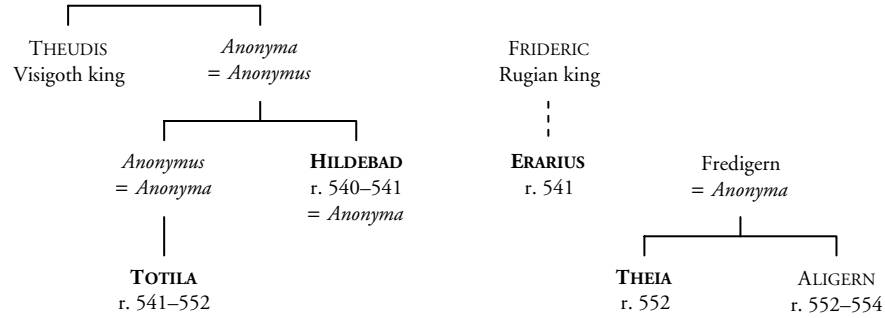 THEUDIS
Visigoth king
Anonyma
= Anonymus
FRIDERIC
Rugian king
Anonymus
= Anonyma
HILDEBAD
r. 540–541
= Anonyma
ERARIUS
r. 541
Fredigern
= Anonyma
TOTILA
r. 541–552
THEIA
r. 552
ALIGERN
r. 552–554